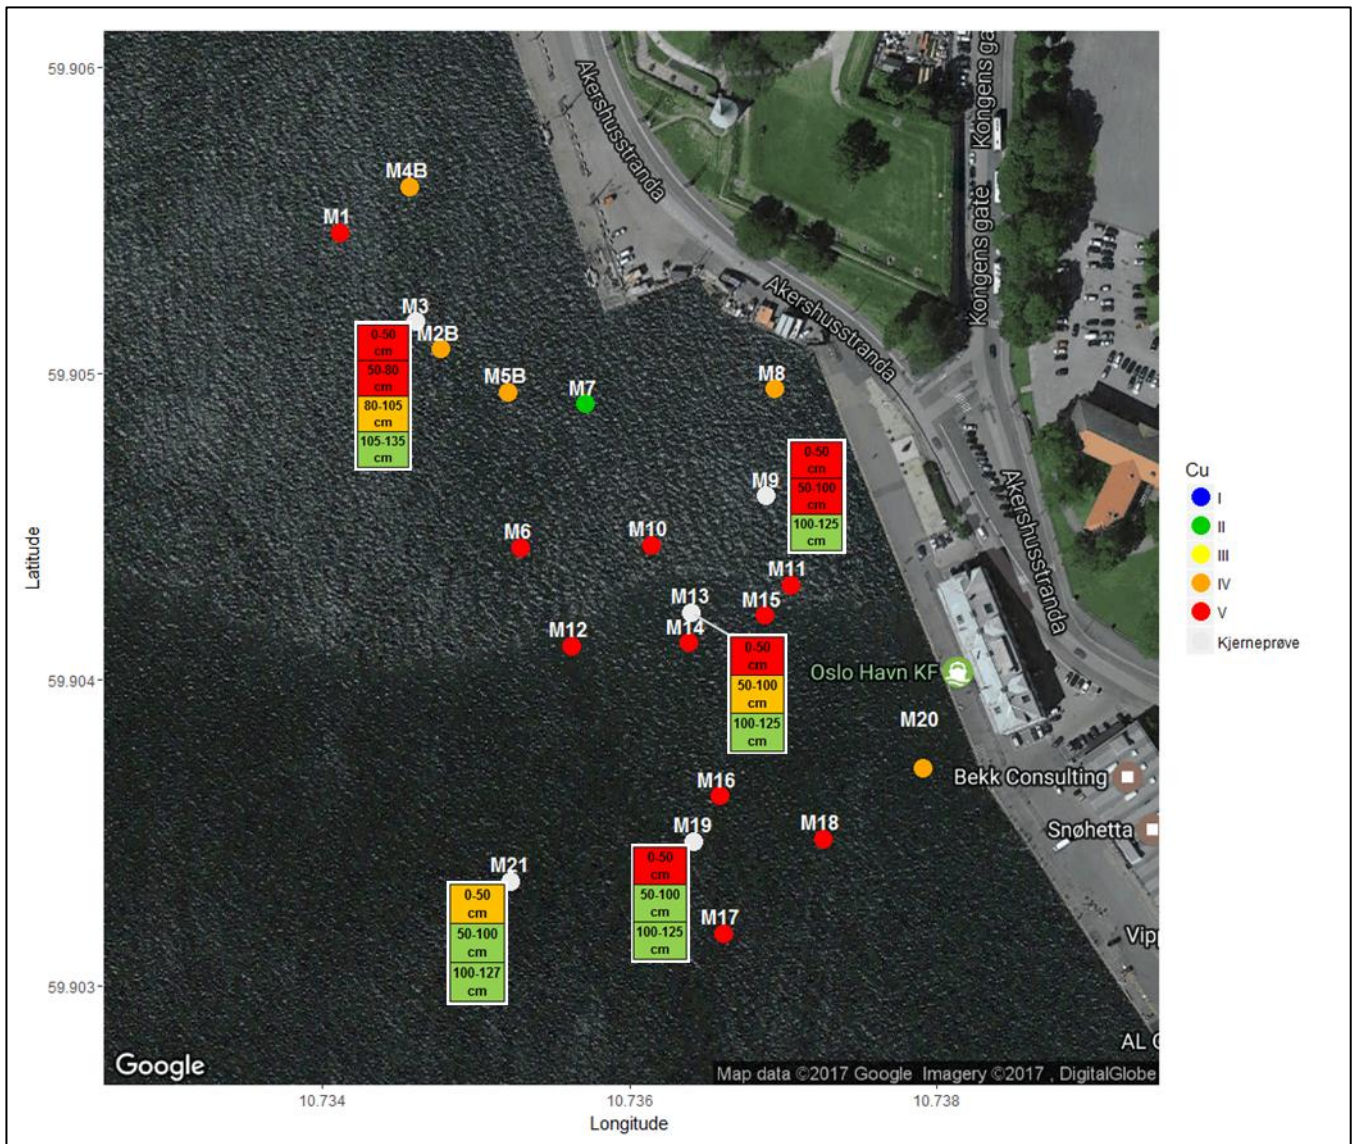 59.906
59.905
59.904
59.903
Latitude
10.734
10.736
10.738
Longitude
Akershusstranda
Kongens ga
Kongens gate
Akershusstranda
Akershusstranda
M4B
M1
M3
M2B
0-50
cm
50-80
cm
80-105
cm
105-135
cm
M5B
M7
M8
M9
0-50
cm
50-100
cm
100-125
cm
M6
M10
M11
M13
M15
M12
M14
0-50
cm
50-100
cm
100-125
cm
Oslo Havn KF
M20
Bekk Consulting
M16
M19
M18
Snøhetta
0-50
cm
50-100
cm
100-125
cm
M21
0-50
cm
50-100
cm
100-127
cm
M17
Vipp
AL G
Google
Map data ©2017 Google Imagery ©2017 , DigitalGlobe
Cu
I
II
III
IV
V
Kjerneprøve